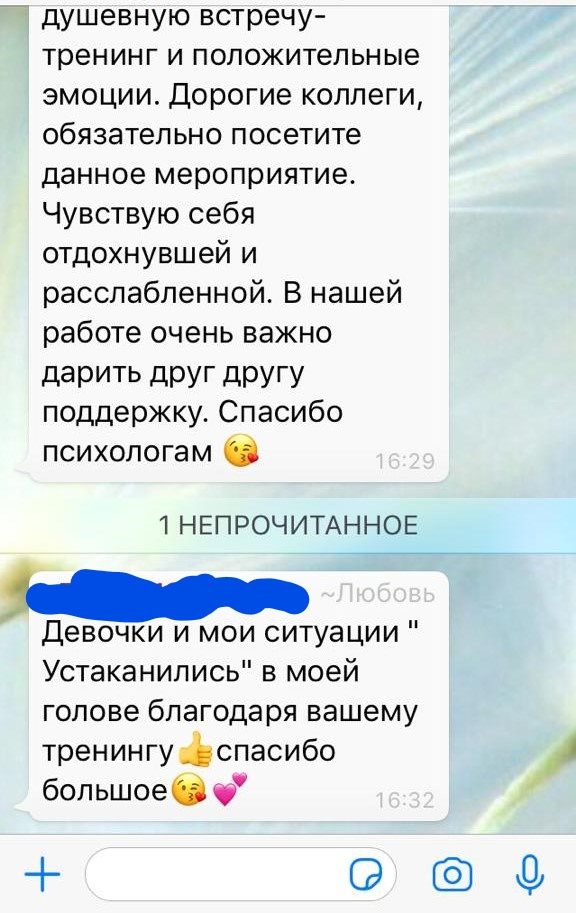 душевную встречу-
тренинг и положительные
эмоции. Дорогие коллеги,
обязательно посетите
данное мероприятие.
Чувствую себя
отдохнувшей и
расслабленной. В нашей
работе очень важно
дарить друг другу
поддержку. Спасибо
психологам 😘 16:29
1 НЕПРОЧИТАННОЕ
~Любовь
Девочки и мои ситуации "
Устаканились" в моей
голове благодаря вашему
тренингу👍спасибо
большое😘💕 16:32